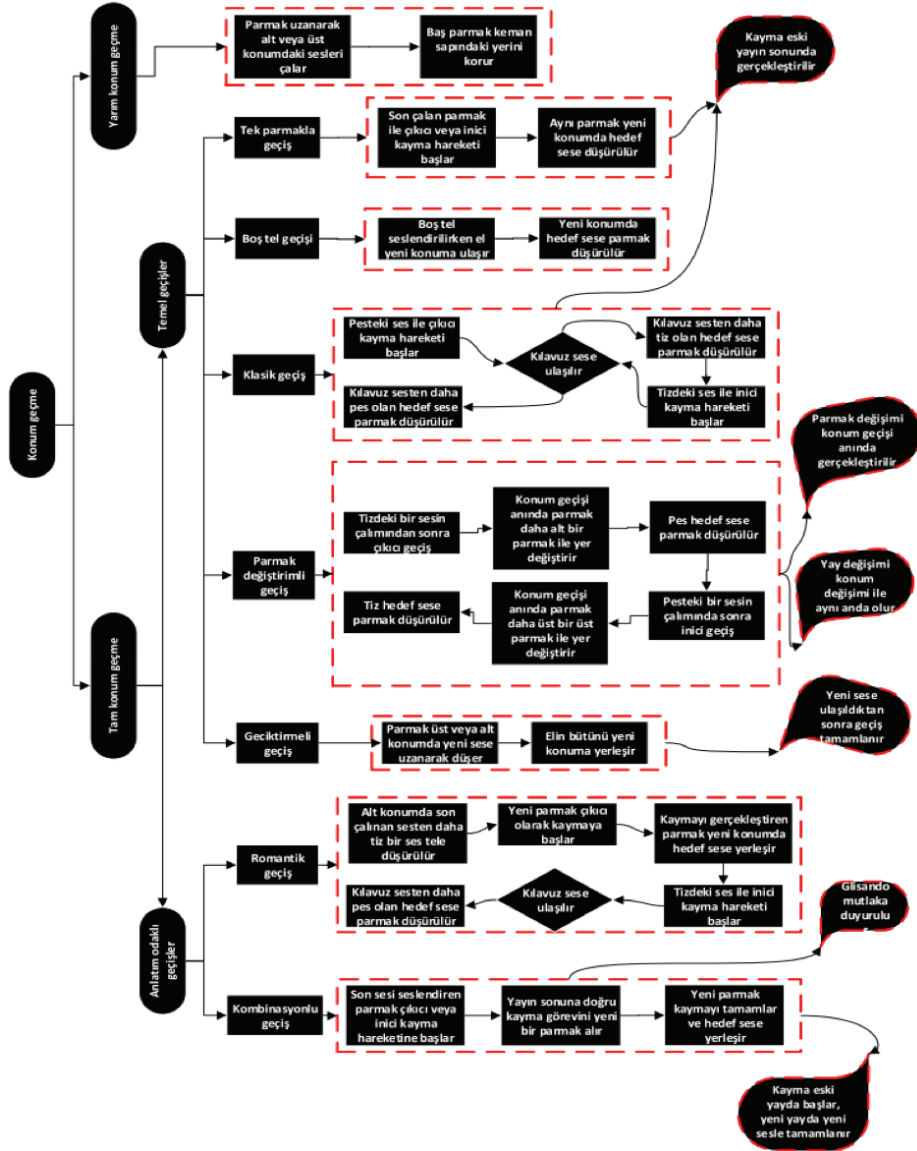 Konum geçme
Yarım konum geçme
Parmak uzanarak
alt veya üst
konumdaki sesleri
çalar
Baş parmak keman
sapındaki yerini
korur
Tam konum geçme
Temel geçişler
Tek parmakla
geçiş
Son çalan parmak
ile çıkıcı veya inici
kayma hareketi
başlar
Aynı parmak yeni
konumda hedef
sese düşürülür
Kayma eski
yayın sonunda
gerçekleştirilir
Boş tel geçişi
Boş tel
seslendirilirken el
yeni konuma ulaşır
Yeni konumda
hedef sese parmak
düşürülür
Klasik geçiş
Pesteki ses ile çıkıcı
kayma hareketi
başlar
Kılavuz sese
ulaşılır
Kılavuz sesten daha
tiz olan hedef sese
parmak düşürülür
Kılavuz sesten daha
pes olan hedef sese
parmak düşürülür
Tizdeki ses ile inici
kayma hareketi
başlar
Parmak
değiştirimli
geçiş
Tizdeki bir sesin
çalımından sonra
çıkıcı geçiş
Konum geçişi
anında parmak
daha alt bir
parmak ile yer
değiştirir
Pes hedef sese
parmak düşürülür
Tiz hedef sese
parmak düşürülür
Konum geçişi
anında parmak
daha üst bir üst
parmak ile yer
değiştirir
Pesteki bir sesin
çalımında sonra
inici geçiş
Parmak değişimi
konum geçişi
anında
gerçekleştirilir
Yay değişimi
konum
değişimi ile
aynı anda olur
Geciktirmeli
geçiş
Parmak üst veya alt
konumda yeni sese
uzanarak düşer
Elin bütünü yeni
konuma yerleşir
Yeni sese
ulaşıldıktan
sonra geçiş
tamamlanır
Anlatım odaklı
geçişler
Romantik
geçiş
Alt konumda son
çalınan sesten daha
tiz bir ses tele
düşürülür
Yeni parmak çıkıcı
olarak kaymaya
başlar
Kaymayı gerçekleştiren
parmak yeni konumda
hedef sese yerleşir
Kılavuz sesten daha
pes olan hedef sese
parmak düşürülür
Kılavuz sese
ulaşılır
Tizdeki ses ile inici
kayma hareketi
başlar
Glisando
mutlaka
duyurulu
Kombinasyonlu
geçiş
Son sesi seslendiren
parmak çıkıcı veya
inici kayma
hareketine başlar
Yayın sonuna doğru
kayma görevini yeni
bir parmak alır
Yeni parmak
kaymayı tamamlar
ve hedef sese
yerleşir
Kayma eski
yayda başlar,
yeni yayda yeni
sesle tamamlanır